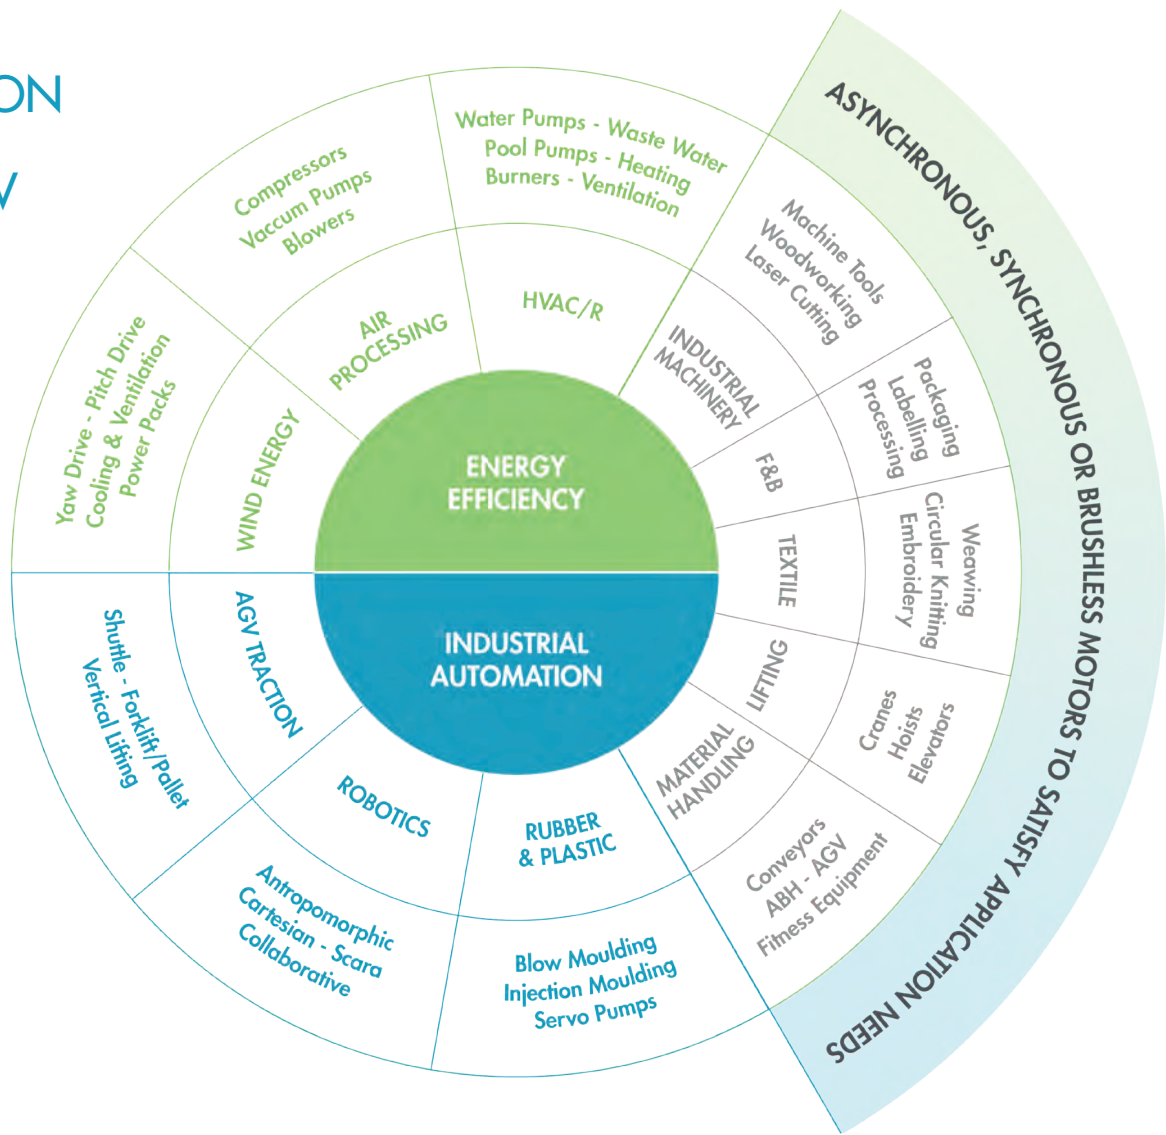 ON
V
ENERGY
EFFICIENCY
INDUSTRIAL
AUTOMATION
WIND ENERGY
Yaw Drive - Pitch Drive
Cooling & Ventilation
Power Packs
AIR
PROCESSING
Compressors
Vaccum Pumps
Blowers
HVAC/R
Water Pumps - Waste Water
Pool Pumps - Heating
Burners - Ventilation
INDUSTRIAL
MACHINERY
Machine Tools
Woodworking
Laser Cutting
F&B
Packaging
Labelling
Processing
TEXTILE
Weawing
Circular Knitting
Embroidery
LIFTING
Cranes
Hoists
Elevators
MATERIAL
HANDLING
Conveyors
ABH - AGV
Fitness Equipment
RUBBER
& PLASTIC
Blow Moulding
Injection Moulding
Servo Pumps
ROBOTICS
Antropomorphic
Cartesian - Scara
Collaborative
AGV TRACTION
Shuttle - Forklift/Pallet
Vertical Lifting
ASYNCHRONOUS, SYNCHRONOUS OR BRUSHLESS MOTORS TO SATISFY APPLICATION NEEDS